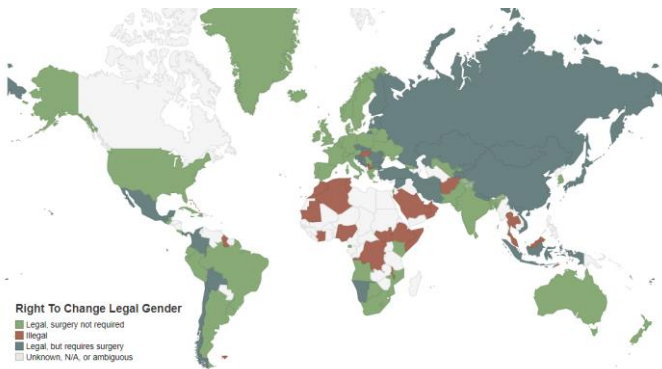 Right To Change Legal Gender
Legal, surgery not required
Illegal
Legal, but requires surgery
Unknown, N/A, or ambiguous